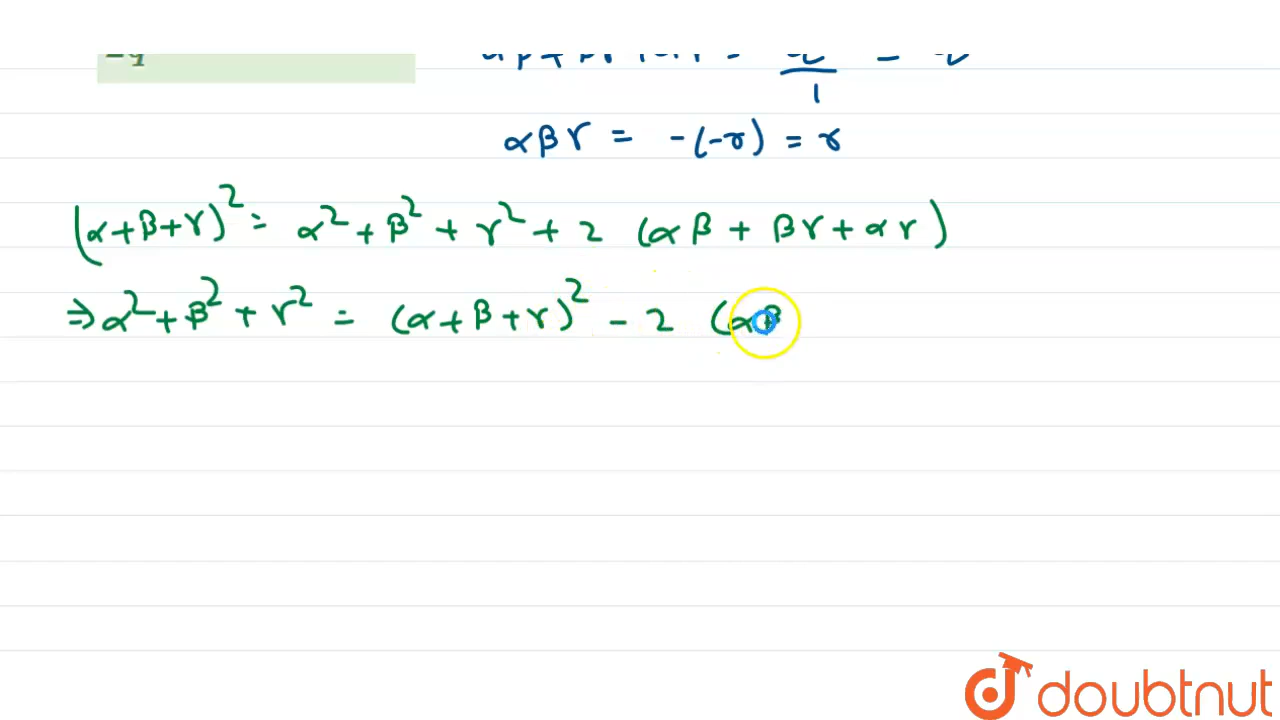 αβγ = -(-r) = r
(α+β+γ)² = α² + β² + γ² + 2 (αβ + βγ + αγ)
⇒ α² + β² + γ² = (α + β + γ)² - 2 (αβ
doubtnut